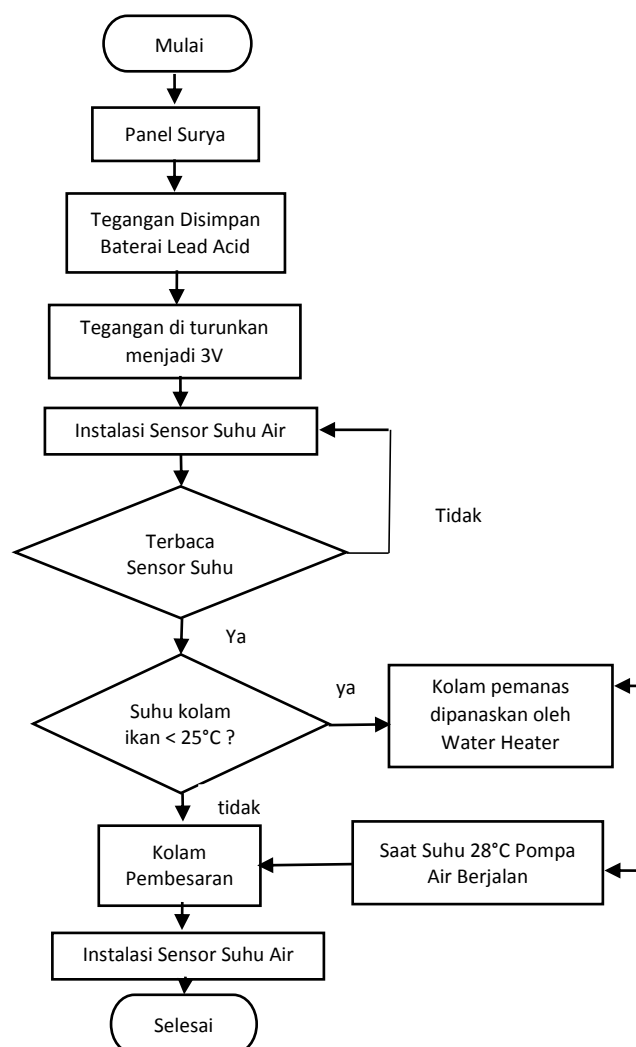 Mulai
Panel Surya
Tegangan Disimpan
Baterai Lead Acid
Tegangan di turunkan
menjadi 3V
Instalasi Sensor Suhu Air
Tidak
Terbaca
Sensor Suhu
Ya
Suhu kolam
ikan < 25°C ?
ya
Kolam pemanas
dipanaskan oleh
Water Heater
tidak
Kolam
Pembesaran
Saat Suhu 28°C Pompa
Air Berjalan
Instalasi Sensor Suhu Air
Selesai